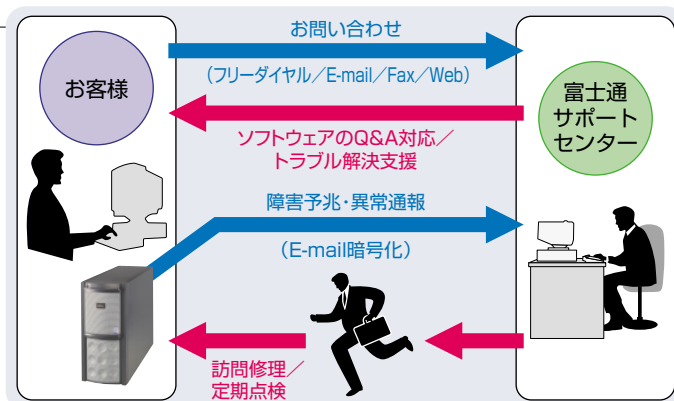 お問い合わせ
(フリーダイヤル/E-mail/Fax/Web)
お客様
富士通
サポート
センター
ソフトウェアのQ&A対応/
トラブル解決支援
障害予兆・異常通報
(E-mail暗号化)
訪問修理/
定期点検